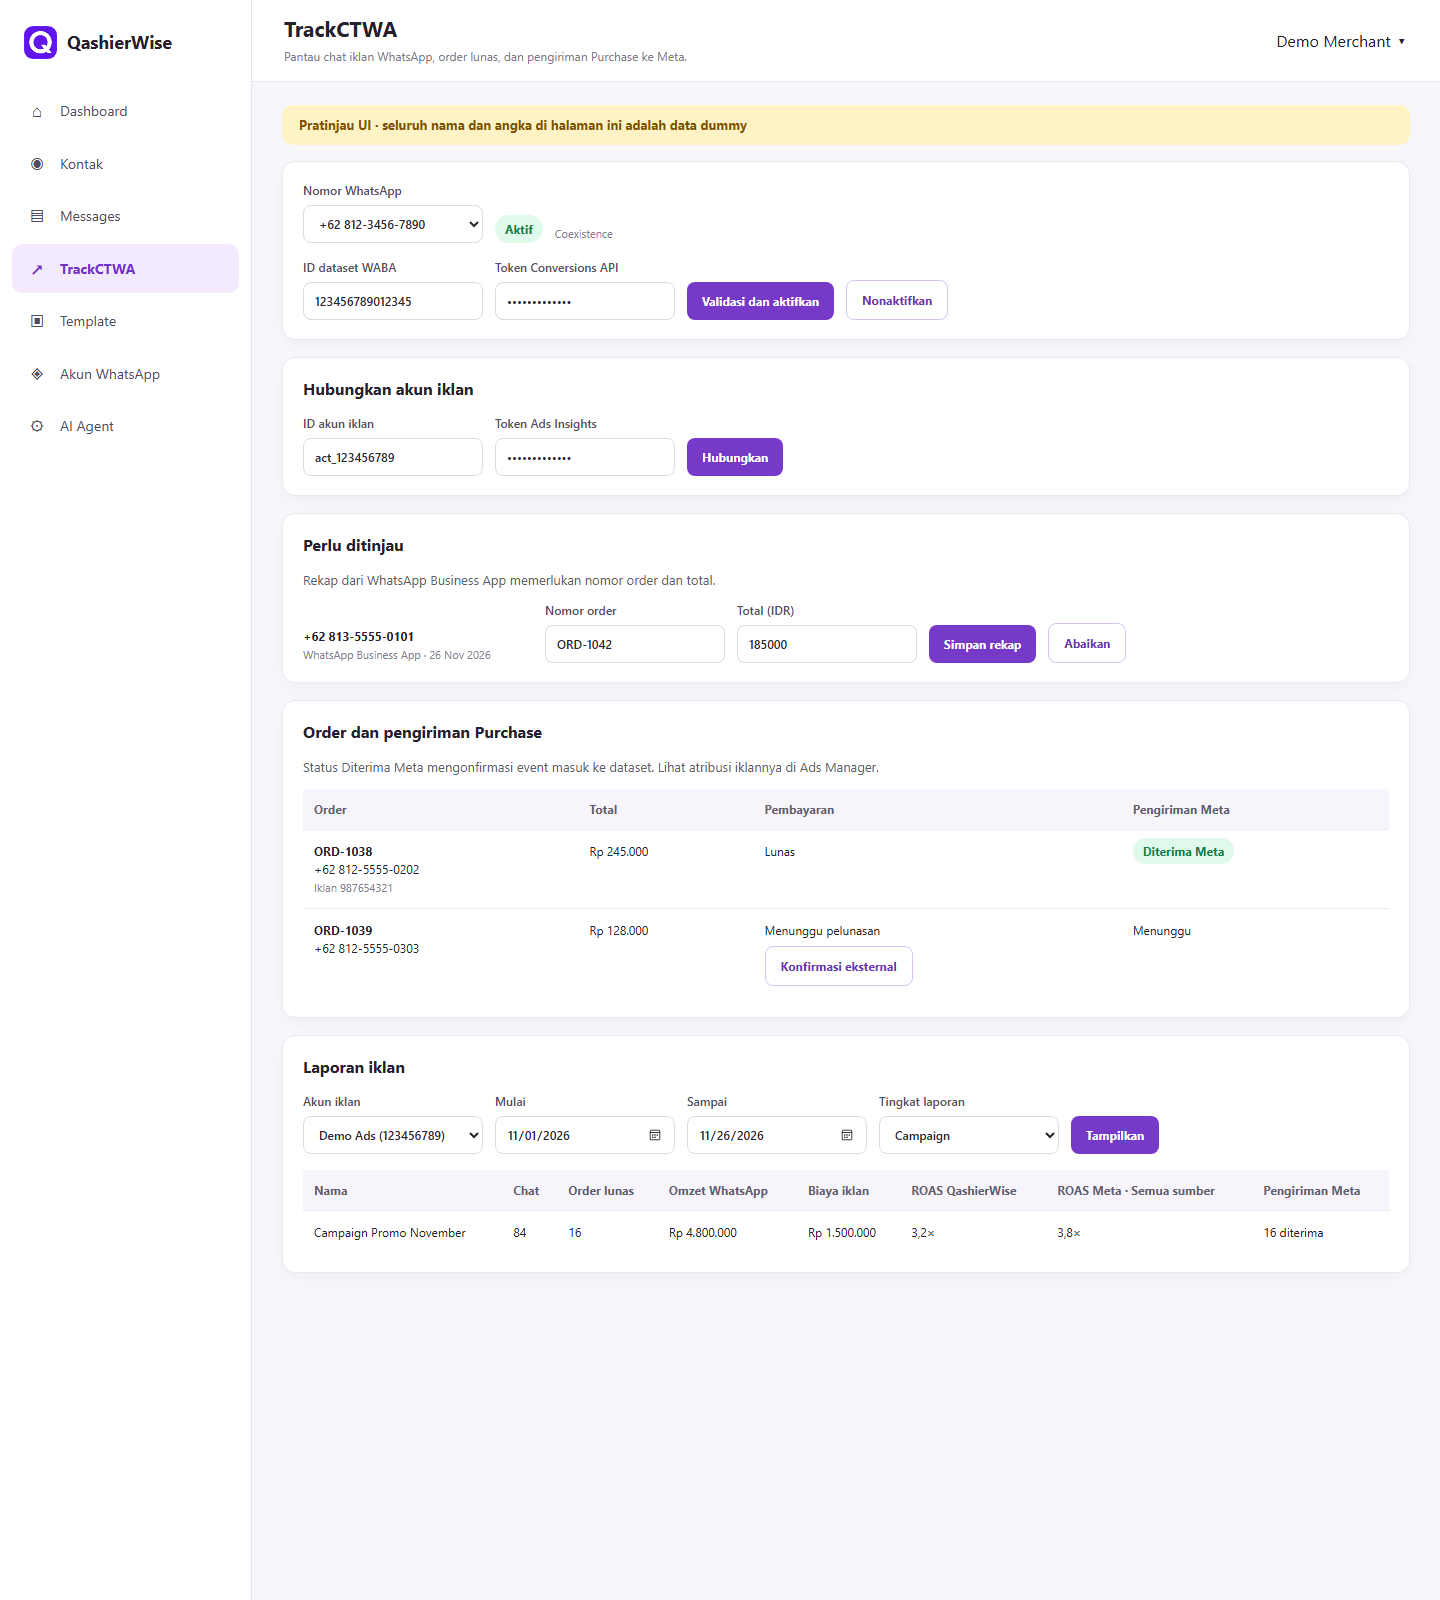 QashierWise
Dashboard
Kontak
Messages
TrackCTWA
Template
Akun WhatsApp
AI Agent
TrackCTWA
Pantau chat iklan WhatsApp, order lunas, dan pengiriman Purchase ke Meta.
Demo Merchant
Pratinjau UI · seluruh nama dan angka di halaman ini adalah data dummy
Nomor WhatsApp
+62 812-3456-7890 Aktif Coexistence
ID dataset WABA Token Conversions API
123456789012345 ••••••••••••• Validasi dan aktifkan Nonaktifkan
Hubungkan akun iklan
ID akun iklan Token Ads Insights
act_123456789 ••••••••••••• Hubungkan
Perlu ditinjau
Rekap dari WhatsApp Business App memerlukan nomor order dan total.
Nomor order Total (IDR)
+62 813-5555-0101
WhatsApp Business App · 26 Nov 2026
ORD-1042 185000 Simpan rekap Abaikan
Order dan pengiriman Purchase
Status Diterima Meta mengonfirmasi event masuk ke dataset. Lihat atribusi iklannya di Ads Manager.
Order Total Pembayaran Pengiriman Meta
ORD-1038 Rp 245.000 Lunas Diterima Meta
+62 812-5555-0202
Iklan 987654321
ORD-1039 Rp 128.000 Menunggu pelunasan Menunggu
+62 812-5555-0303
Konfirmasi eksternal
Laporan iklan
Akun iklan Mulai Sampai Tingkat laporan
Demo Ads (123456789) 11/01/2026 11/26/2026 Campaign Tampilkan
Nama Chat Order lunas Omzet WhatsApp Biaya iklan ROAS QashierWise ROAS Meta · Semua sumber Pengiriman Meta
Campaign Promo November 84 16 Rp 4.800.000 Rp 1.500.000 3,2× 3,8× 16 diterima